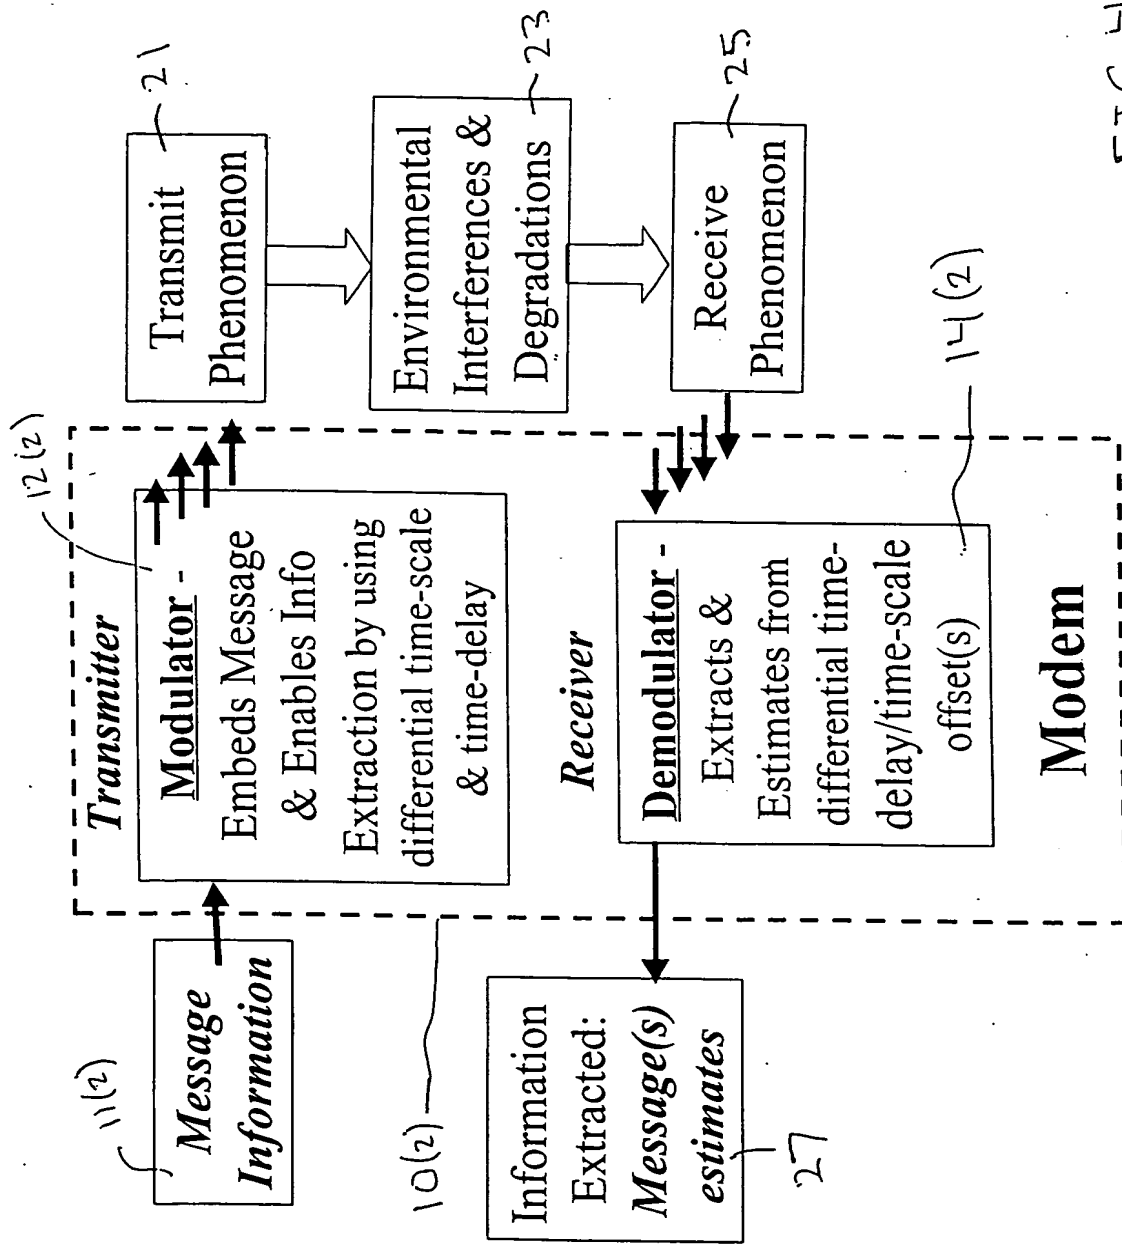 11(2)
Message
Information
Transmitter
12(2)
Modulator -
Embeds Message
& Enables Info
Extraction by using
differential time-scale
& time-delay
21
Transmit
Phenomenon
Environmental
Interferences &
Degradations
23
Receive
Phenomenon
25
Receiver
Demodulator -
Extracts &
Estimates from
differential time-
delay/time-scale
offset(s)
14(2)
10(2)
Information
Extracted:
Message(s)
estimates
27
Modem